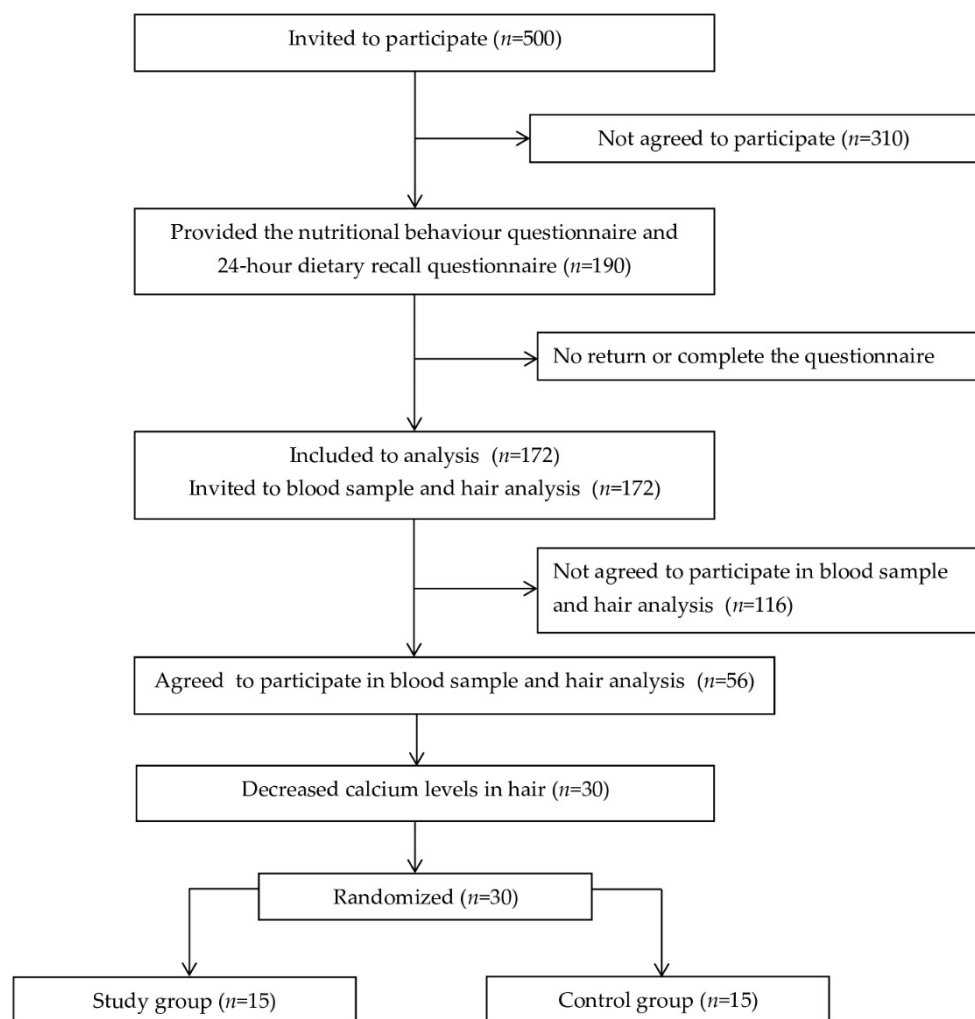 Invited to participate (n=500)
Not agreed to participate (n=310)
Provided the nutritional behaviour questionnaire and
24-hour dietary recall questionnaire (n=190)
No return or complete the questionnaire
Included to analysis (n=172)
Invited to blood sample and hair analysis (n=172)
Not agreed to participate in blood sample
and hair analysis (n=116)
Agreed to participate in blood sample and hair analysis (n=56)
Decreased calcium levels in hair (n=30)
Randomized (n=30)
Study group (n=15)
Control group (n=15)